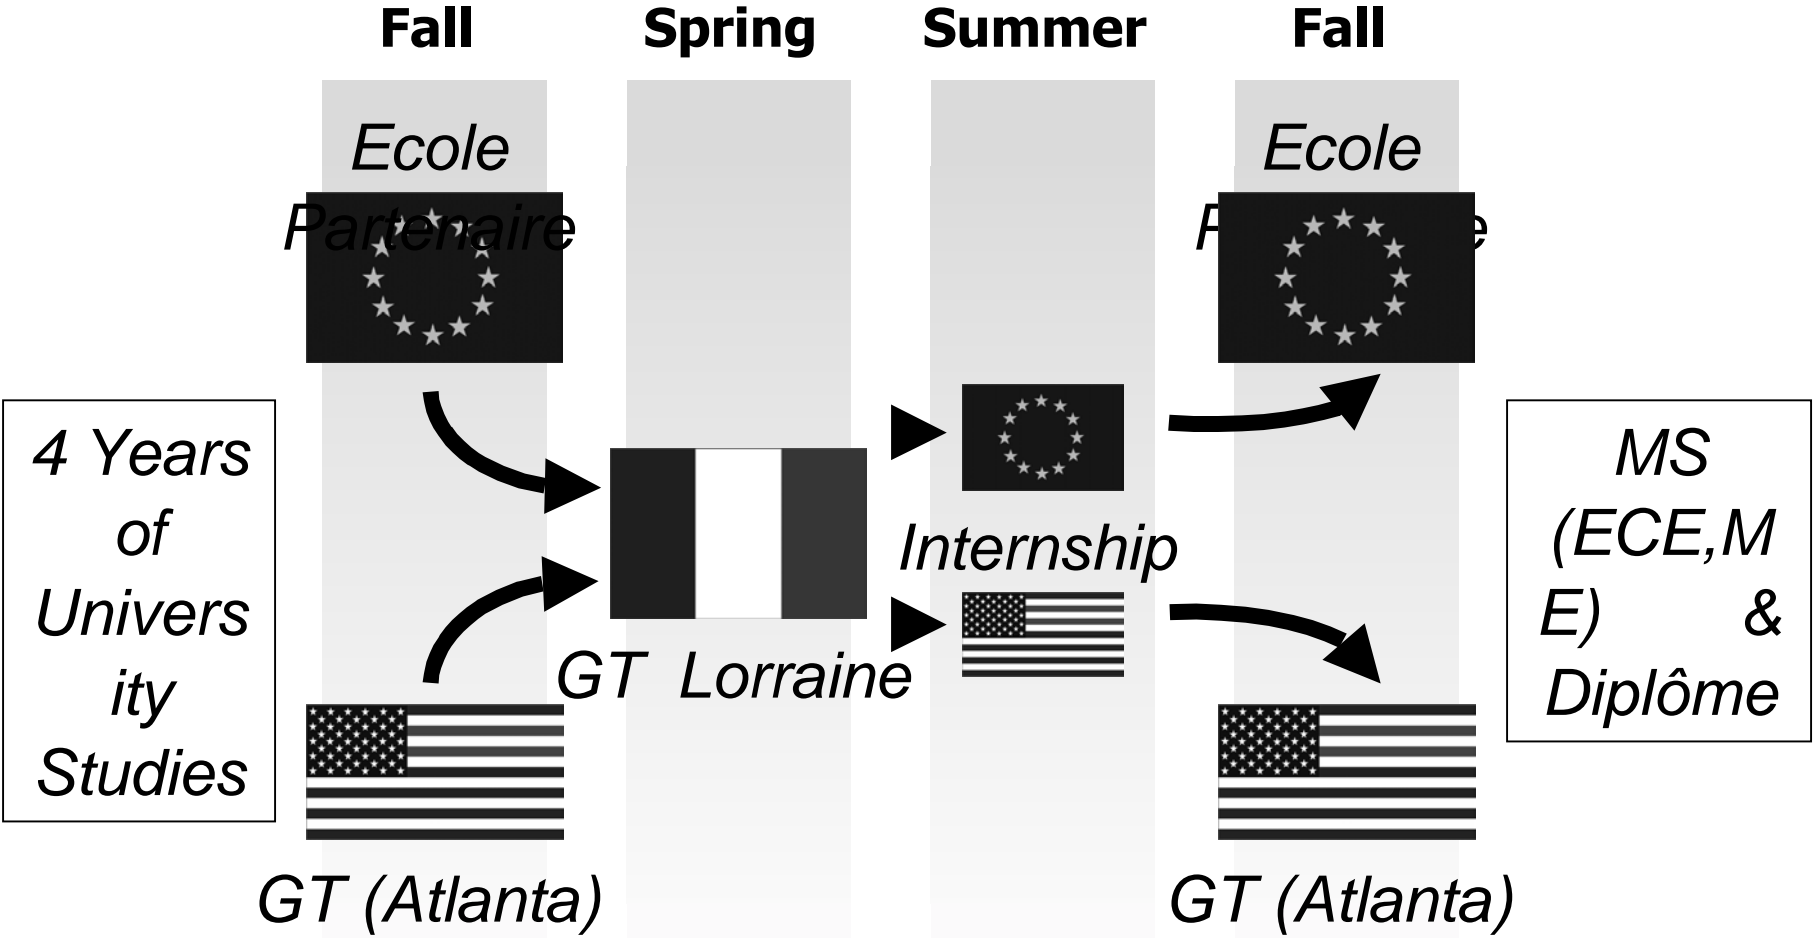 Fall
Spring
Summer
Fall
Ecole
Partenaire
Ecole
4 Years
of
Univers
ity
Studies
GT Lorraine
Internship
MS
(ECE,M
E) &
Diplôme
GT (Atlanta)
GT (Atlanta)